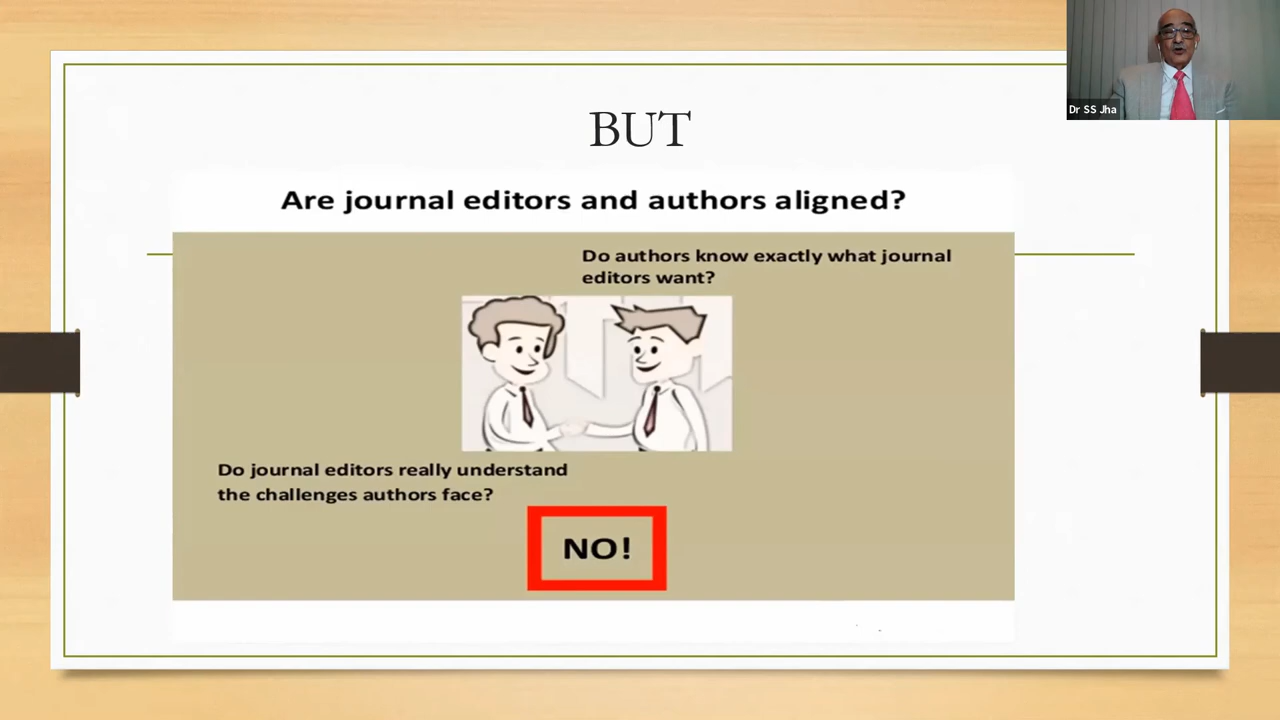 BUT
Dr SS Jha
Are journal editors and authors aligned?
Do authors know exactly what journal
editors want?
Do journal editors really understand
the challenges authors face?
NO!